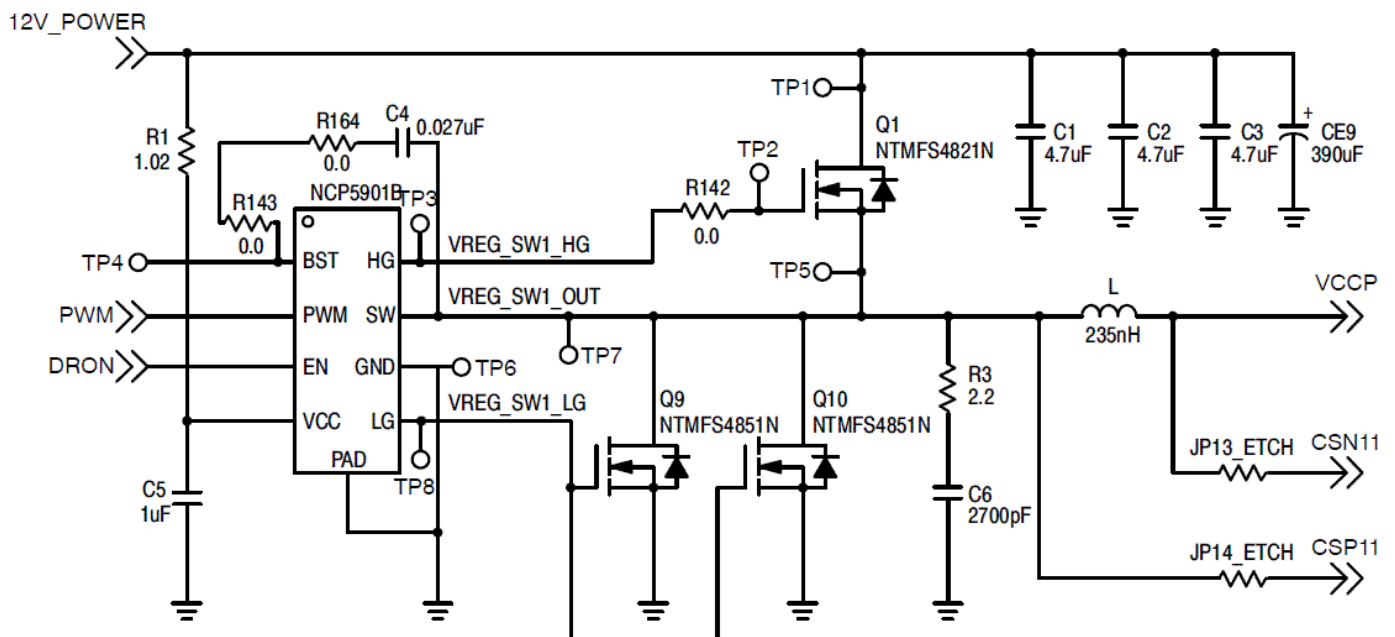 12V_POWER
R1
1.02
R164
0.0
C4
0.027uF
R143
0.0
NCP5901B
TP3
TP4
BST
HG
VREG_SW1_HG
R142
0.0
TP2
TP1
Q1
NTMFS4821N
TP5
C1
4.7uF
C2
4.7uF
C3
4.7uF
+
CE9
390uF
PWM
PWM
SW
VREG_SW1_OUT
TP7
L
235nH
VCCP
DRON
EN
GND
TP6
VCC
LG
VREG_SW1_LG
TP8
PAD
C5
1uF
Q9
NTMFS4851N
Q10
NTMFS4851N
R3
2.2
C6
2700pF
JP13_ETCH
CSN11
JP14_ETCH
CSP11